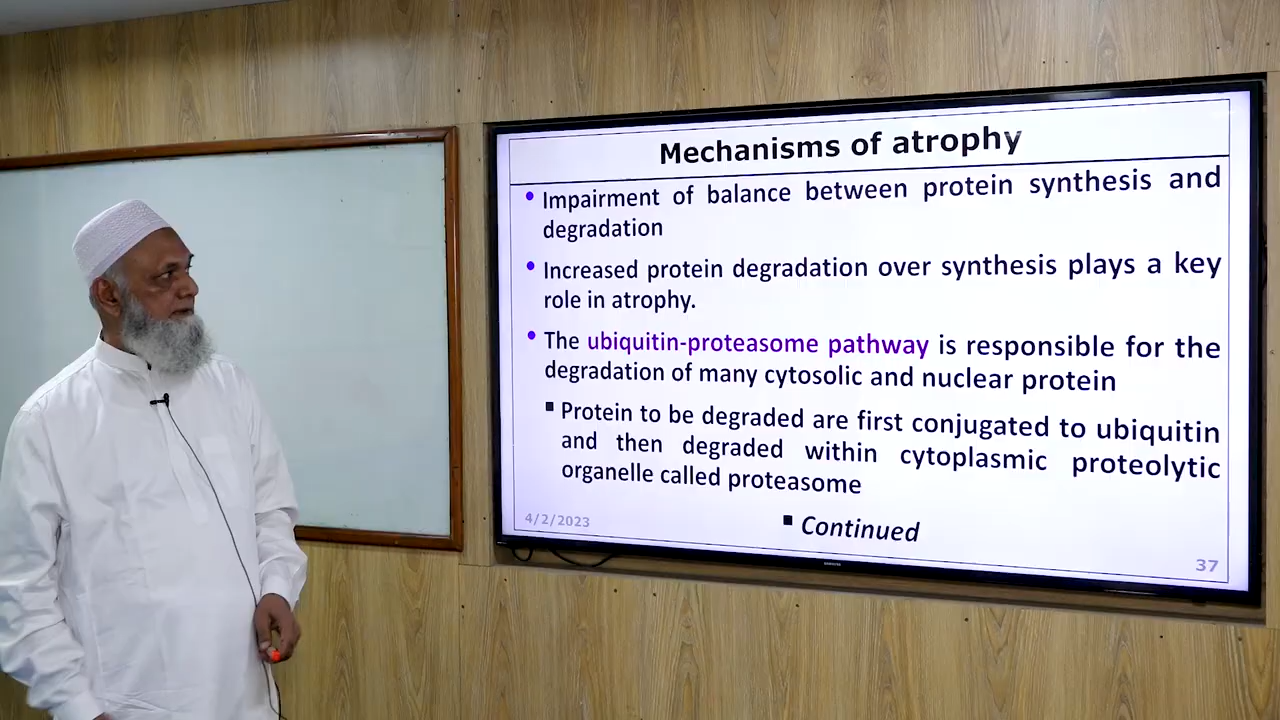 Mechanisms of atrophy
• Impairment of balance between protein synthesis and
degradation
• Increased protein degradation over synthesis plays a key
role in atrophy.
• The ubiquitin-proteasome pathway is responsible for the
degradation of many cytosolic and nuclear protein
▪ Protein to be degraded are first conjugated to ubiquitin
and then degraded within cytoplasmic proteolytic
organelle called proteasome
▪ Continued
4/2/2023
37
SAMSUNG